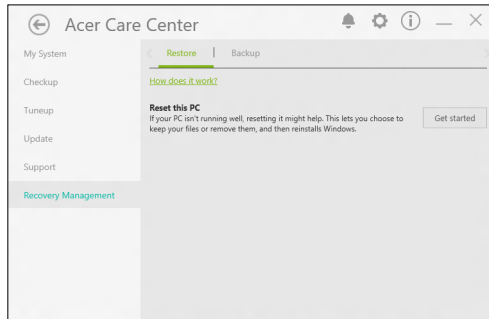 Acer Care Center
My System
Checkup
Tuneup
Update
Support
Recovery Management
Restore | Backup
How does it work?
Reset this PC
If your PC isn't running well, resetting it might help. This lets you choose to
keep your files or remove them, and then reinstalls Windows.
Get started